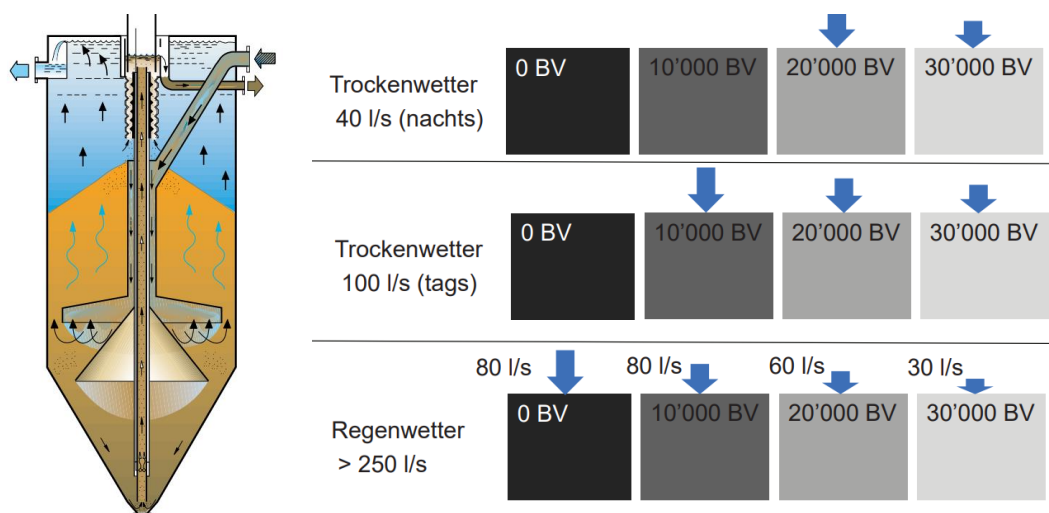 Trockenwetter
40 l/s (nachts)
0 BV
10’000 BV
20’000 BV
30’000 BV
Trockenwetter
100 l/s (tags)
0 BV
10’000 BV
20’000 BV
30’000 BV
80 l/s
80 l/s
60 l/s
30 l/s
Regenwetter
> 250 l/s
0 BV
10’000 BV
20’000 BV
30’000 BV